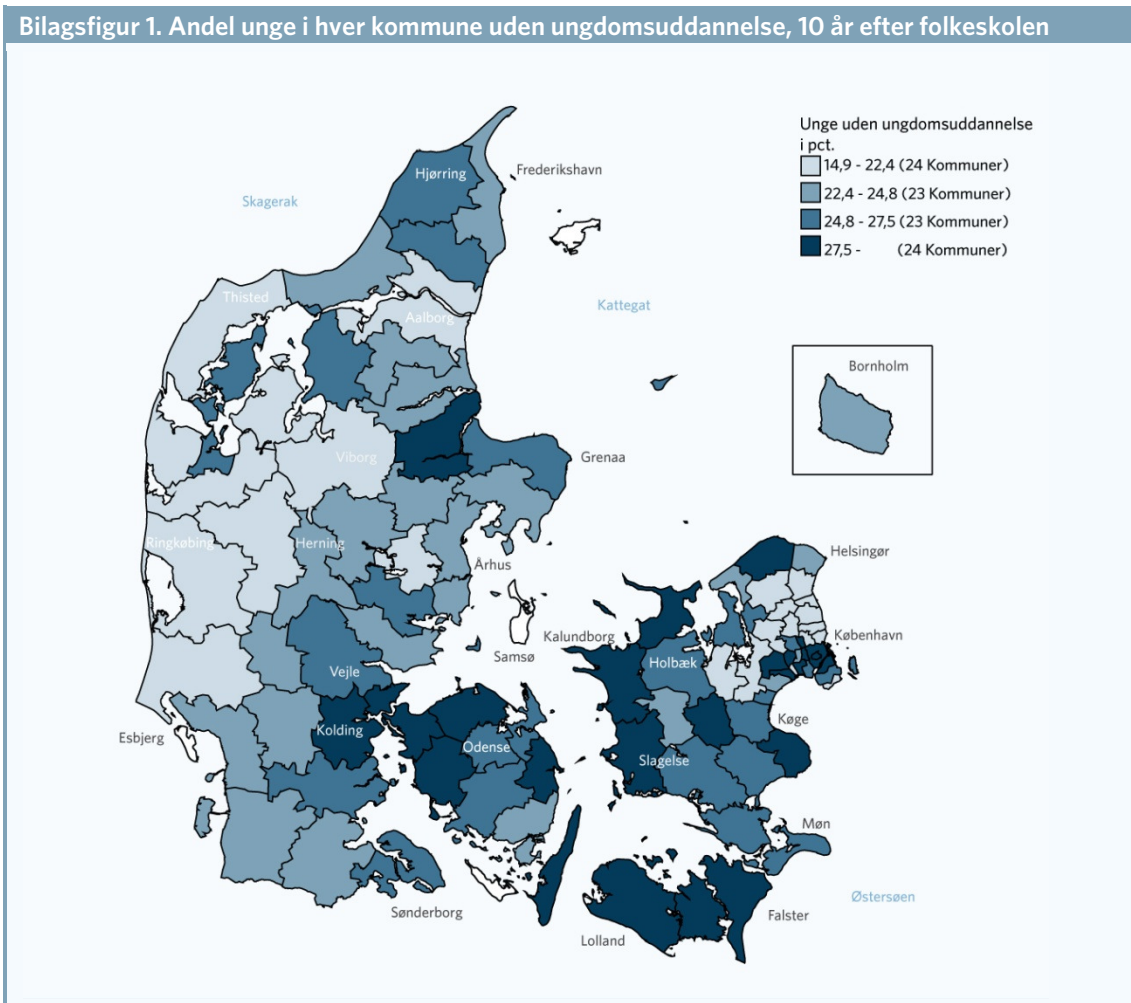 Bilagsfigur 1. Andel unge i hver kommune uden ungdomsuddannelse, 10 år efter folkeskolen
Unge uden ungdomsuddannelse
i pct.
14,9 - 22,4 (24 Kommuner)
22,4 - 24,8 (23 Kommuner)
24,8 - 27,5 (23 Kommuner)
27,5 - (24 Kommuner)
Hjørring
Frederikshavn
Skagerak
Thisted
Kattegat
Aalborg
Bornholm
Viborg
Grenaa
Ringkøbing
Herning
Helsingør
Århus
København
Kalundborg
Samsø
Holbæk
Vejle
Køge
Kolding
Esbjerg
Odense
Slagelse
Møn
Østersøen
Sønderborg
Falster
Lolland